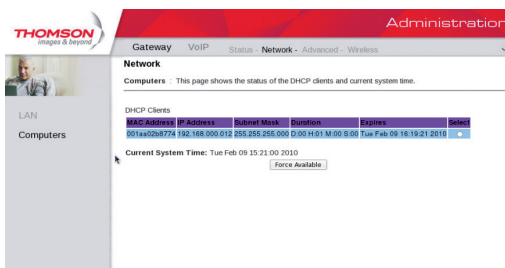 THOMSON
images & beyond
Administration
Gateway VoIP Status - Network - Advanced - Wireless
Network
Computers : This page shows the status of the DHCP clients and current system time.
LAN
Computers
DHCP Clients
MAC Address IP Address Subnet Mask Duration Expires Select
001aa02b8774 192.168.000.012 255.255.255.000 D:00 H:01 M:00 S:00 Tue Feb 09 16:19:21 2010
Current System Time: Tue Feb 09 15:21:00 2010
Force Available